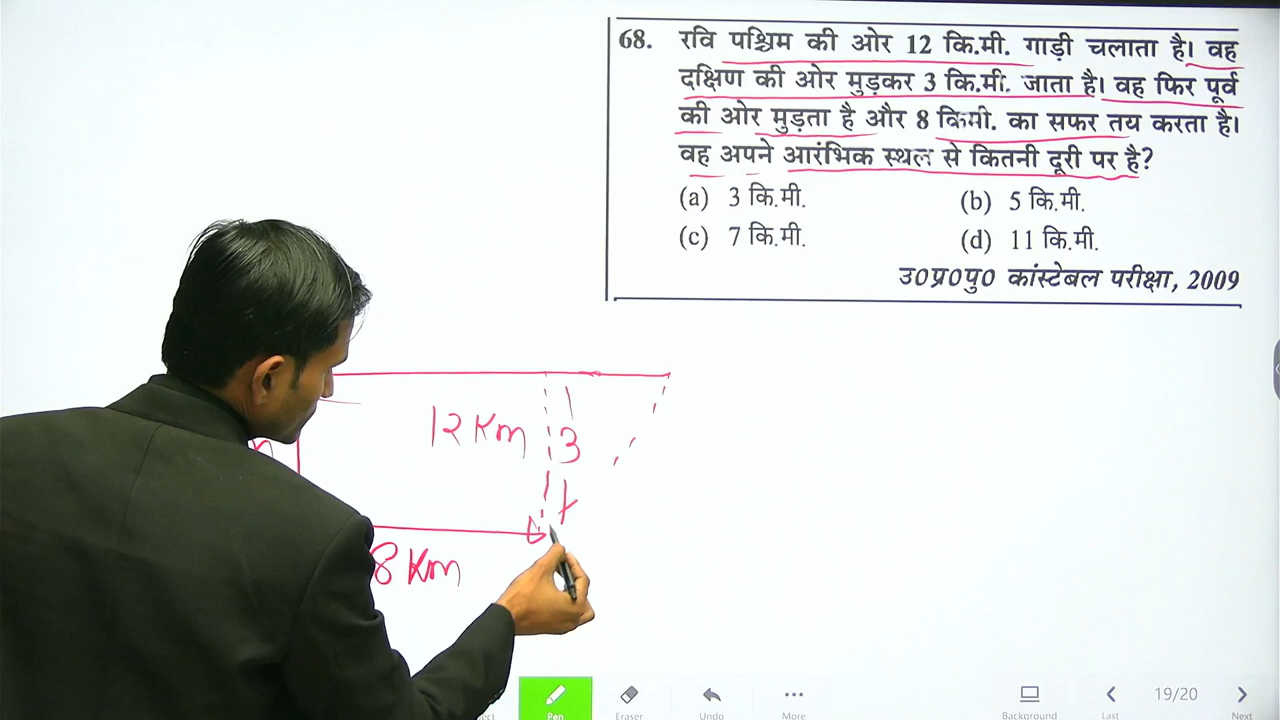 68. रवि पश्चिम की ओर 12 कि.मी. गाड़ी चलाता है। वह
दक्षिण की ओर मुड़कर 3 कि.मी. जाता है। वह फिर पूर्व
की ओर मुड़ता है और 8 किमी. का सफर तय करता है।
वह अपने आरंभिक स्थल से कितनी दूरी पर है?
(a) 3 कि.मी. (b) 5 कि.मी.
(c) 7 कि.मी. (d) 11 कि.मी.
उ0प्र0पु0 कांस्टेबल परीक्षा, 2009
12 Km
3
8 Km
Pen Eraser Undo More Background Last 19/20 Next